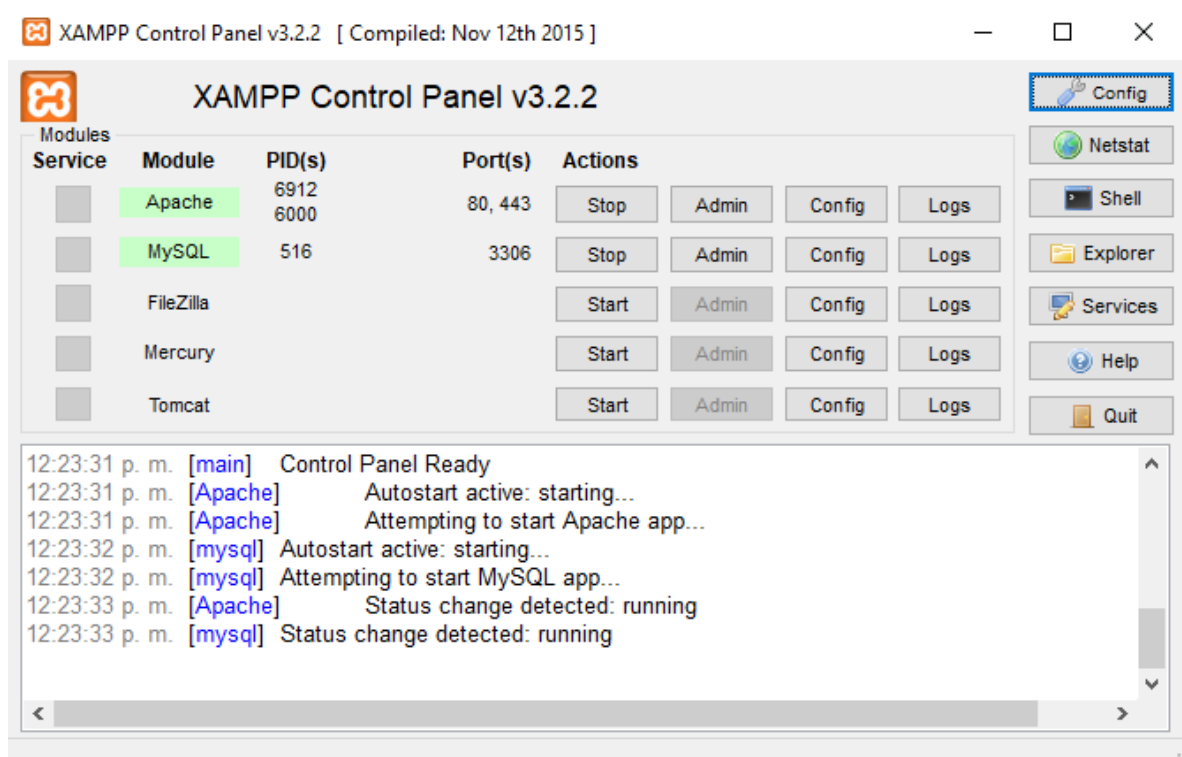 XAMPP Control Panel v3.2.2 [ Compiled: Nov 12th 2015 ]
XAMPP Control Panel v3.2.2
Config
Modules
Service Module PID(s) Port(s) Actions
Netstat
Apache 6912 6000 80, 443 Stop Admin Config Logs
Shell
MySQL 516 3306 Stop Admin Config Logs
Explorer
FileZilla Start Admin Config Logs
Services
Mercury Start Admin Config Logs
Help
Tomcat Start Admin Config Logs
Quit
12:23:31 p. m. [main] Control Panel Ready
12:23:31 p. m. [Apache] Autostart active: starting...
12:23:31 p. m. [Apache] Attempting to start Apache app...
12:23:32 p. m. [mysql] Autostart active: starting...
12:23:32 p. m. [mysql] Attempting to start MySQL app...
12:23:33 p. m. [Apache] Status change detected: running
12:23:33 p. m. [mysql] Status change detected: running